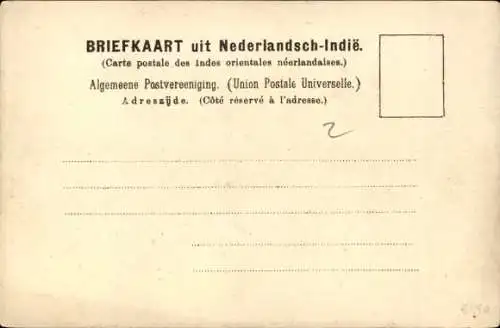 BRIEFKAART uit Nederlandsch-Indië.
(Carte postale des Indes orientales néerlandaises.)
Algemeene Postvereeniging. (Union Postale Universelle.)
Adreszijde. (Côté réservé à l'adresse.)
2